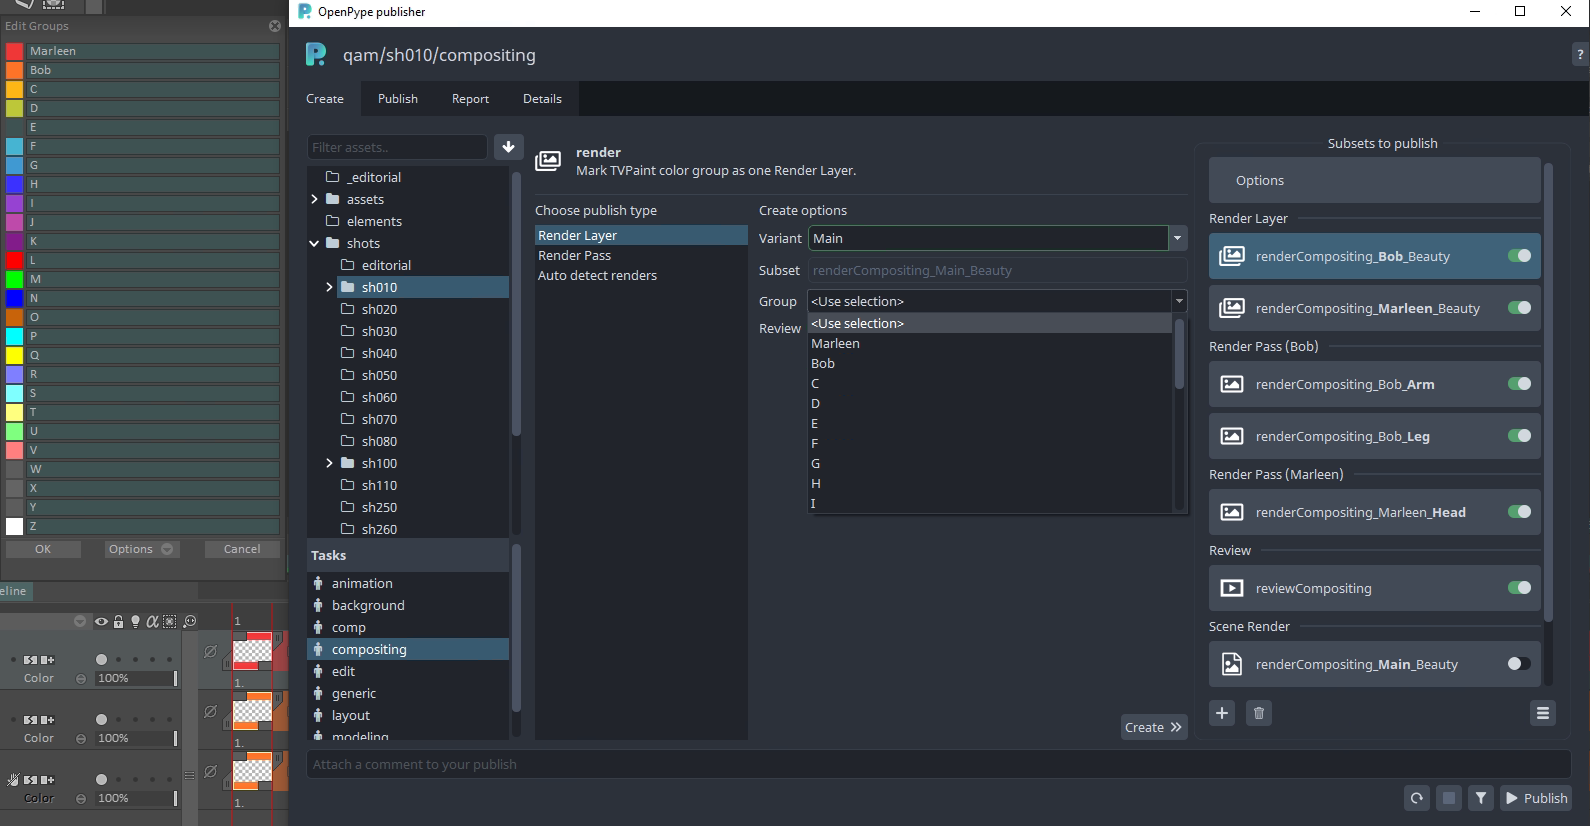 Edit Groups
Marleen
Bob
C
D
E
F
G
H
I
J
K
L
M
N
O
P
Q
R
S
T
U
V
W
X
Y
Z
OK
Options
Cancel
eline
1
Color
100%
1.
Color
100%
1.
Color
100%
1.
OpenPype publisher
qam/sh010/compositing
?
Create
Publish
Report
Details
Filter assets..
_editorial
assets
elements
shots
editorial
sh010
sh020
sh030
sh040
sh050
sh060
sh070
sh080
sh100
sh110
sh250
sh260
Tasks
animation
background
comp
compositing
edit
generic
layout
modeling
render
Mark TVPaint color group as one Render Layer.
Choose publish type
Render Layer
Render Pass
Auto detect renders
Create options
Variant Main
Subset renderCompositing_Main_Beauty
Group <Use selection>
Review
<Use selection>
Marleen
Bob
C
D
E
F
G
H
I
Create
Subsets to publish
Options
Render Layer
renderCompositing_Bob_Beauty
renderCompositing_Marleen_Beauty
Render Pass (Bob)
renderCompositing_Bob_Arm
renderCompositing_Bob_Leg
Render Pass (Marleen)
renderCompositing_Marleen_Head
Review
reviewCompositing
Scene Render
renderCompositing_Main_Beauty
Attach a comment to your publish
Publish